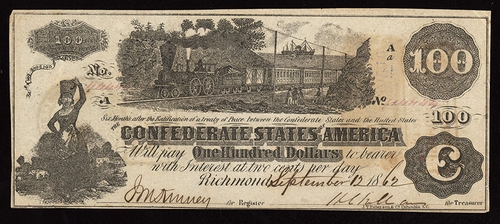 100
100
No.
A
a
A
No.
Six Months after the Ratification of a treaty of Peace between the Confederate States and the United States
THE
CONFEDERATE STATES OF AMERICA
100
Will pay One Hundred Dollars to bearer
with Interest at two cents per day
C
Richmond September 12 1862
for Register
for Treasurer